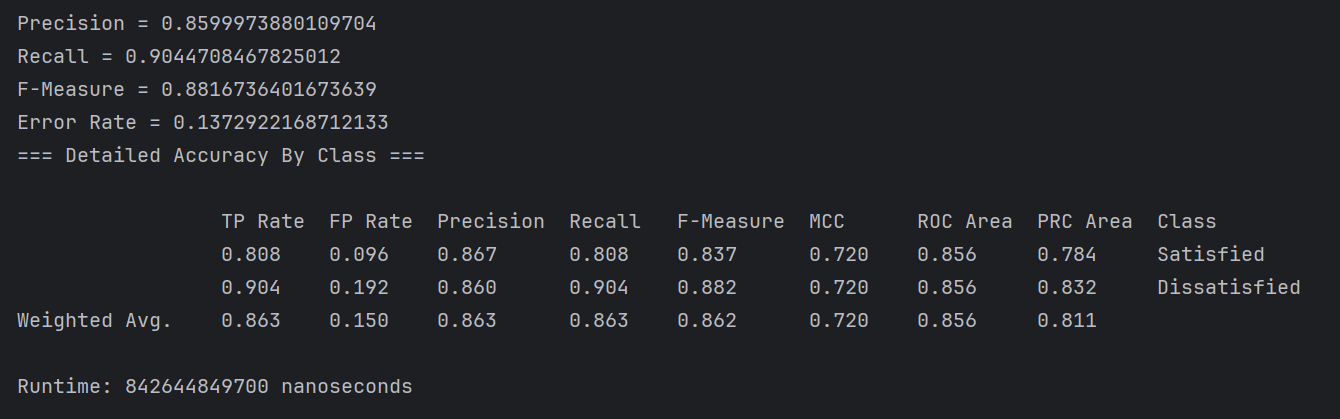 Precision = 0.8599973880109704
Recall = 0.9044708467825012
F-Measure = 0.8816736401673639
Error Rate = 0.1372922168712133
=== Detailed Accuracy By Class ===
TP Rate  FP Rate  Precision  Recall  F-Measure  MCC  ROC Area  PRC Area  Class
0.808  0.096  0.867  0.808  0.837  0.720  0.856  0.784  Satisfied
0.904  0.192  0.860  0.904  0.882  0.720  0.856  0.832  Dissatisfied
Weighted Avg.  0.863  0.150  0.863  0.863  0.862  0.720  0.856  0.811
Runtime: 842644849700 nanoseconds